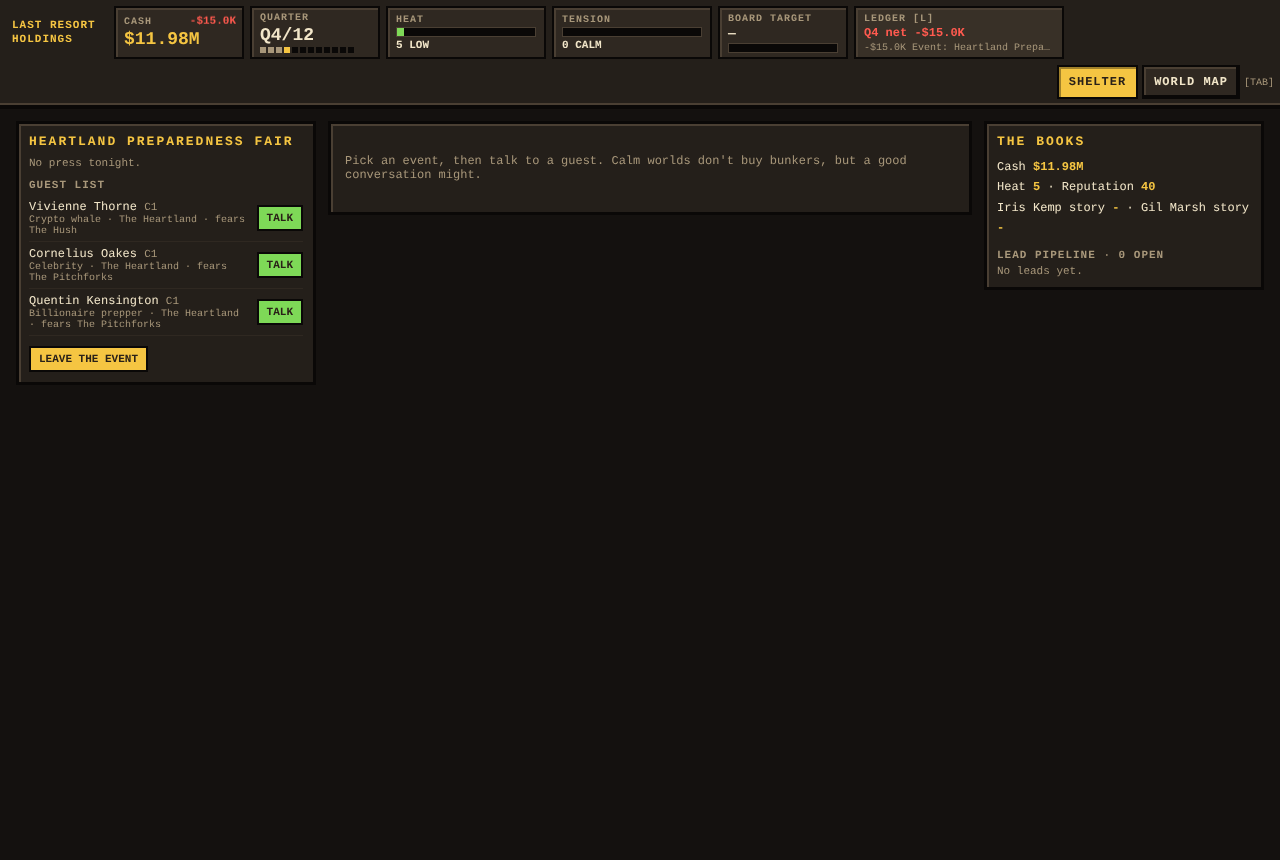 LAST RESORT
HOLDINGS
CASH -$15.0K
$11.98M
QUARTER
Q4/12
HEAT
5 LOW
TENSION
0 CALM
BOARD TARGET
—
LEDGER [L]
Q4 net -$15.0K
-$15.0K Event: Heartland Prepa…
SHELTER WORLD MAP [TAB]
HEARTLAND PREPAREDNESS FAIR
No press tonight.
GUEST LIST
Vivienne Thorne C1
Crypto whale · The Heartland · fears
The Hush
TALK
Cornelius Oakes C1
Celebrity · The Heartland · fears
The Pitchforks
TALK
Quentin Kensington C1
Billionaire prepper · The Heartland
· fears The Pitchforks
TALK
LEAVE THE EVENT
Pick an event, then talk to a guest. Calm worlds don't buy bunkers, but a good
conversation might.
THE BOOKS
Cash $11.98M
Heat 5 · Reputation 40
Iris Kemp story - · Gil Marsh story
-
LEAD PIPELINE · 0 OPEN
No leads yet.